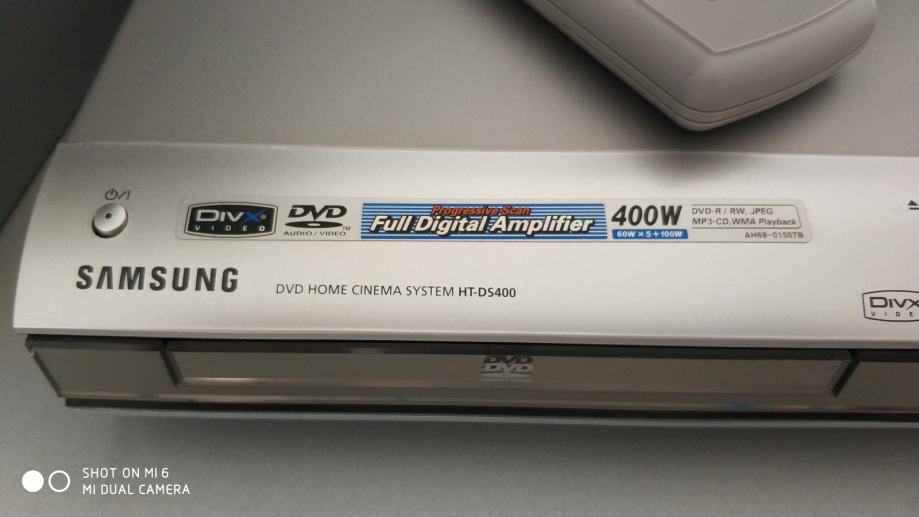 DIVX®
VIDEO
DVD
AUDIO / VIDEO™
Progressive Scan
Full Digital Amplifier
400W
60W x 5 + 100W
DVD-R / RW, JPEG
MP3-CD, WMA Playback
AH68-01507B
SAMSUNG
DVD HOME CINEMA SYSTEM HT-DS400
DIVX
VIDE
DVD
SHOT ON MI 6
MI DUAL CAMERA